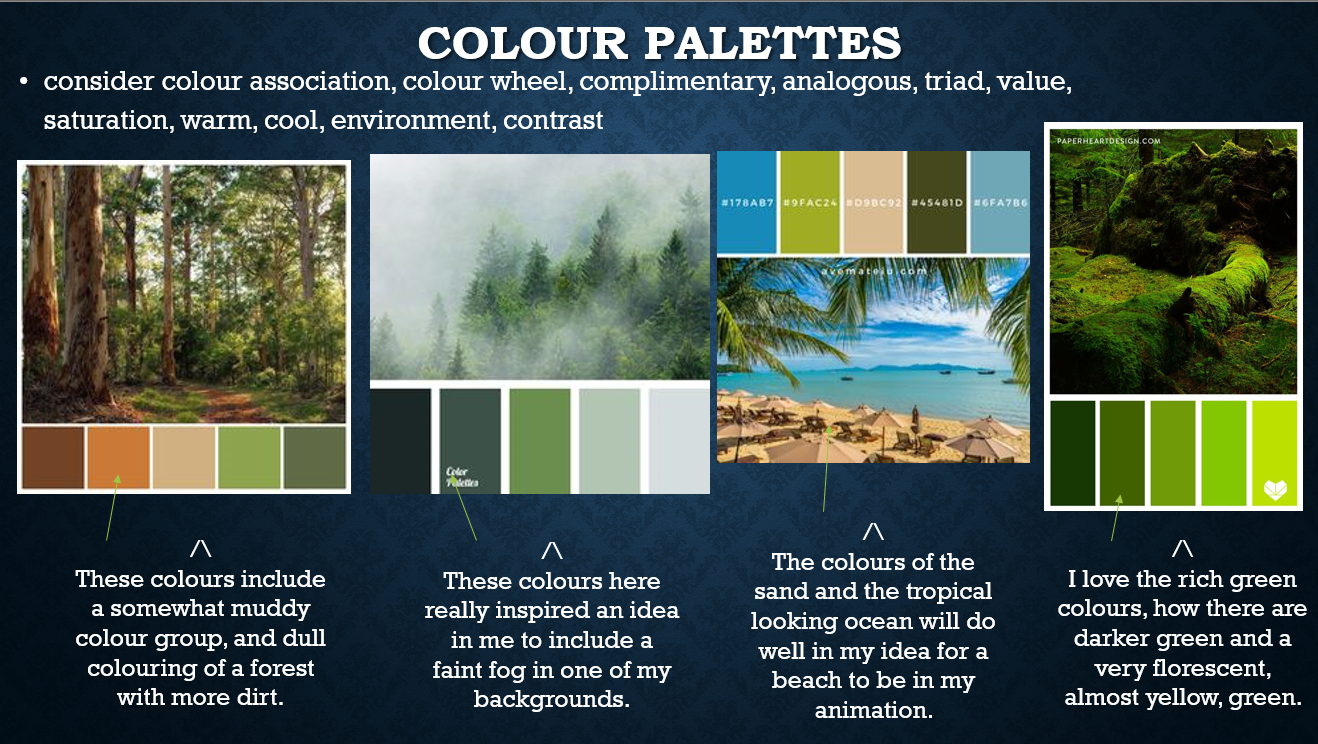 COLOUR PALETTES
• consider colour association, colour wheel, complimentary, analogous, triad, value,
saturation, warm, cool, environment, contrast
PAPERHEARTDESIGN.COM
#178AB7 #9FAC24 #D9BC92 #45481D #6FA7B6
avemateiu.com
Color
Palettes
/\
These colours include
a somewhat muddy
colour group, and dull
colouring of a forest
with more dirt.
/\
These colours here
really inspired an idea
in me to include a
faint fog in one of my
backgrounds.
/\
The colours of the
sand and the tropical
looking ocean will do
well in my idea for a
beach to be in my
animation.
/\
I love the rich green
colours, how there are
darker green and a
very florescent,
almost yellow, green.